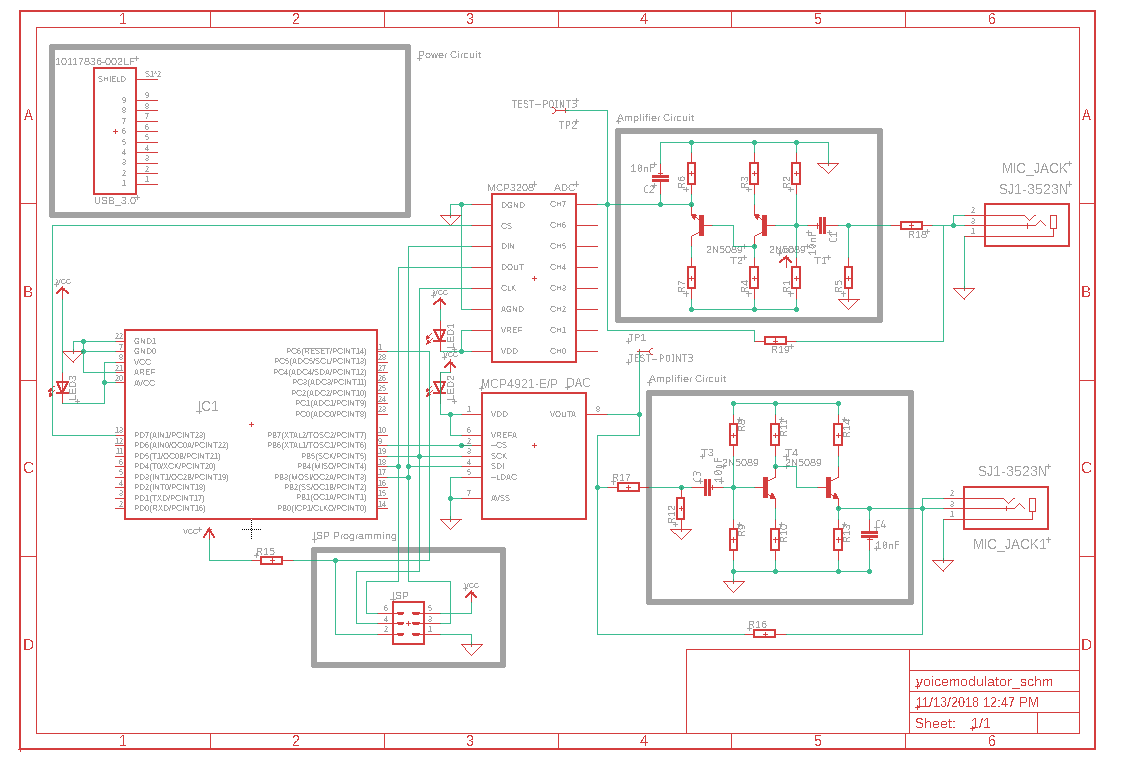 1 2 3 4 5 6
A
B
C
D
A
B
C
D
1 2 3 4 5 6
Power Circuit
10117836-002LF
SHIELD
S1*2
9 9
8 8
7 7
6 6
5 5
4 4
3 3
2 2
1 1
USB_3.0
TEST-POINT3
TP2
Amplifier Circuit
10nF
C2
R6
R3
R2
2N5089
T2
2N5089
T1
10nF
C1
R7
R4
R1
R5
R18
R19
MIC_JACK
SJ1-3523N
2
3
1
MCP3208 ADC
DGND CH7
CS CH6
DIN CH5
DOUT CH4
CLK CH3
AGND CH2
VREF CH1
VDD CH0
VCC
LED1
VCC
LED2
VCC
LED3
22 GND1
7 GND0
8 VCC
21 AREF
20 AVCC
IC1
13 PD7(AIN1/PCINT23)
12 PD6(AIN0/OC0A/PCINT22)
11 PD5(T1/OC0B/PCINT21)
6 PD4(T0/XCK/PCINT20)
5 PD3(INT1/OC2B/PCINT19)
4 PD2(INT0/PCINT18)
3 PD1(TXD/PCINT17)
2 PD0(RXD/PCINT16)
PC6(RESET/PCINT14) 1
PC5(ADC5/SCL/PCINT13) 28
PC4(ADC4/SDA/PCINT12) 27
PC3(ADC3/PCINT11) 26
PC2(ADC2/PCINT10) 25
PC1(ADC1/PCINT9) 24
PC0(ADC0/PCINT8) 23
PB7(XTAL2/TOSC2/PCINT7) 10
PB6(XTAL1/TOSC1/PCINT6) 9
PB5(SCK/PCINT5) 19
PB4(MISO/PCINT4) 18
PB3(MOSI/OC2A/PCINT3) 17
PB2(SS/OC1B/PCINT2) 16
PB1(OC1A/PCINT1) 15
PB0(ICP1/CLKO/PCINT0) 14
MCP4921-E/P DAC
1 VDD VOUTA 8
6 VREFA
2 ~CS
3 SCK
4 SDI
5 ~LDAC
7 AVSS
TP1
TEST-POINT3
Amplifier Circuit
R8
R11
R14
T3
2N5089
T4
2N5089
C3
10nF
R17
R12
R9
R10
R13
C4
10nF
R16
SJ1-3523N
2
3
1
MIC_JACK1
VCC
R15
ISP Programming
ISP
VCC
6 5
4 3
2 1
voicemodulator_schm
11/13/2018 12:47 PM
Sheet: 1/1